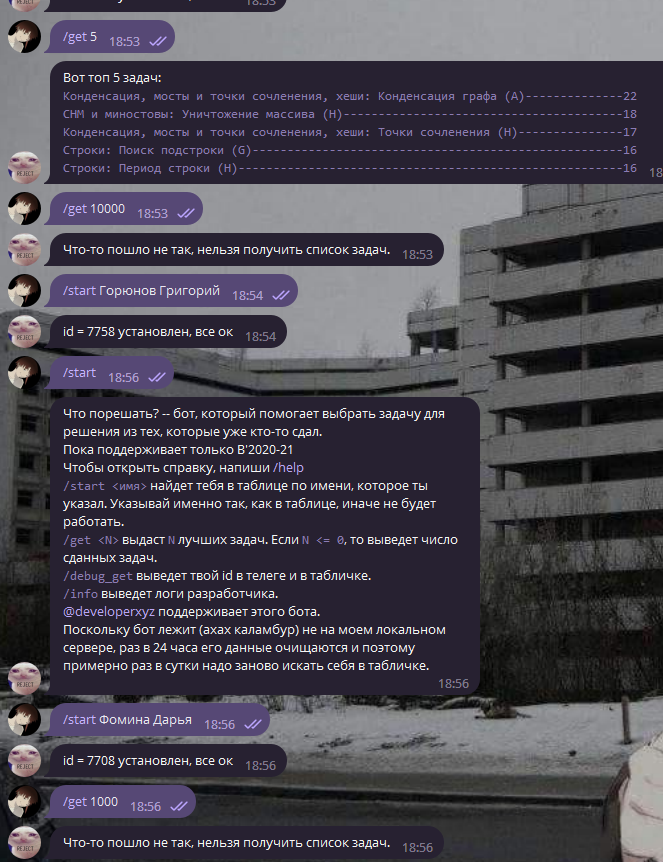 18:53
/get 5 18:53
Вот топ 5 задач:
Конденсация, мосты и точки сочленения, хеши: Конденсация графа (A)--------------22
СНМ и миностовы: Уничтожение массива (H)----------------------------------------18
Конденсация, мосты и точки сочленения, хеши: Точки сочленения (H)---------------17
Строки: Поиск подстроки (G)-----------------------------------------------------16
Строки: Период строки (H)-------------------------------------------------------16
18
/get 10000 18:53
Что-то пошло не так, нельзя получить список задач. 18:53
/start Горюнов Григорий 18:54
id = 7758 установлен, все ок 18:54
/start 18:56
Что порешать? -- бот, который помогает выбрать задачу для
решения из тех, которые уже кто-то сдал.
Пока поддерживает только B'2020-21
Чтобы открыть справку, напиши /help
/start <имя> найдет тебя в таблице по имени, которое ты
указал. Указывай именно так, как в таблице, иначе не будет
работать.
/get <N> выдаст N лучших задач. Если N <= 0, то выведет число
сданных задач.
/debug_get выведет твой id в телеге и в табличке.
/info выведет логи разработчика.
@developerxyz поддерживает этого бота.
Поскольку бот лежит (ахах каламбур) не на моем локальном
сервере, раз в 24 часа его данные очищаются и поэтому
примерно раз в сутки надо заново искать себя в табличке.
18:56
/start Фомина Дарья 18:56
id = 7708 установлен, все ок 18:56
/get 1000 18:56
Что-то пошло не так, нельзя получить список задач. 18:56
REJECT
REJECT
REJECT
REJECT
REJECT
REJECT